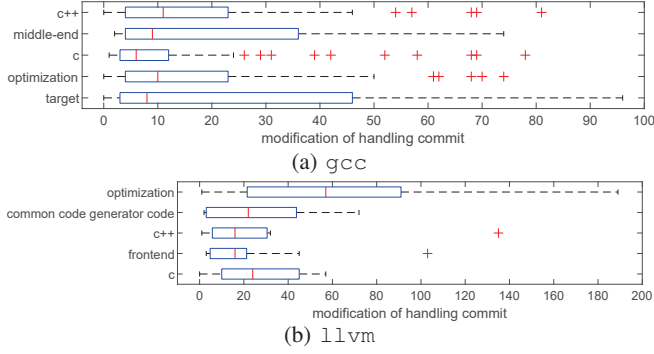 c++
middle-end
c
optimization
target
0 10 20 30 40 50 60 70 80 90 100
modification of handling commit
(a) gcc
optimization
common code generator code
c++
frontend
c
0 20 40 60 80 100 120 140 160 180 200
modification of handling commit
(b) llvm